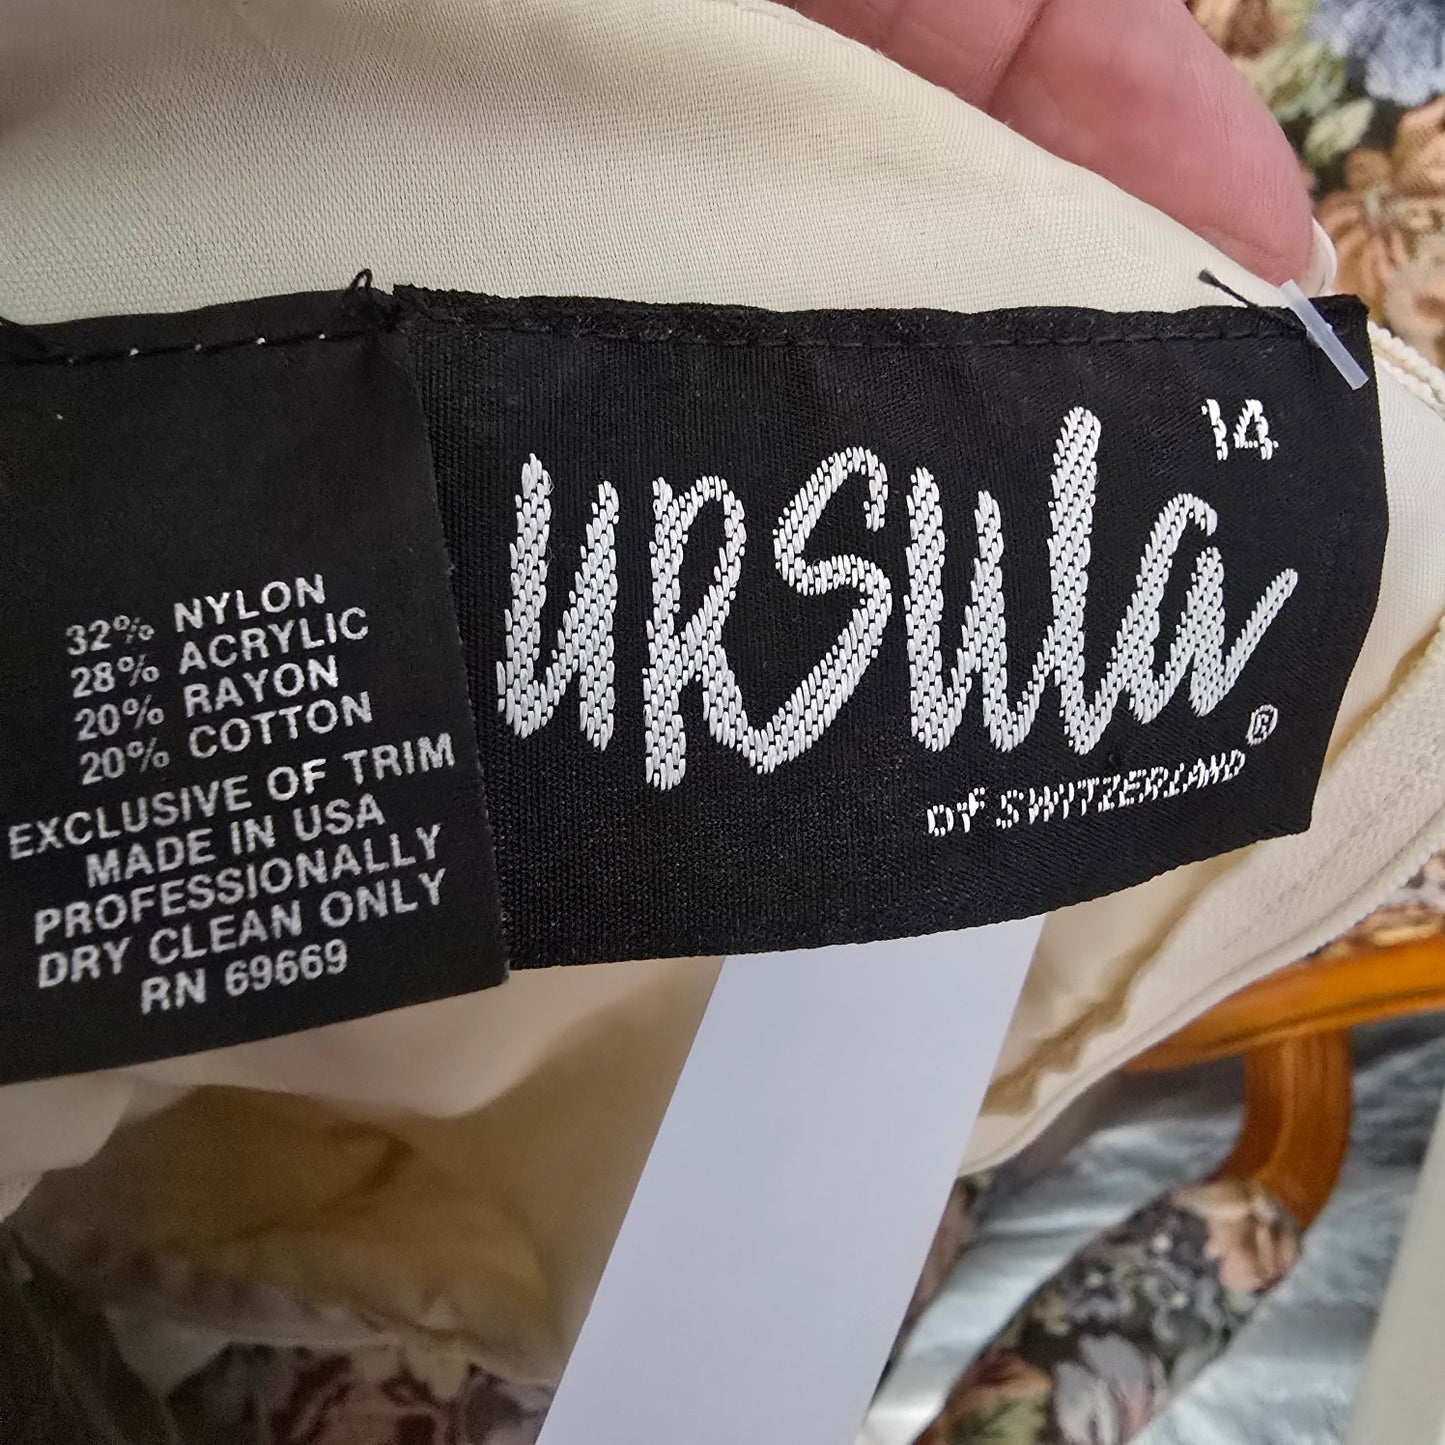 32% NYLON
28% ACRYLIC
20% RAYON
20% COTTON
EXCLUSIVE OF TRIM
MADE IN USA
PROFESSIONALLY
DRY CLEAN ONLY
RN 69669
14
ursula
OF SWITZERLAND®